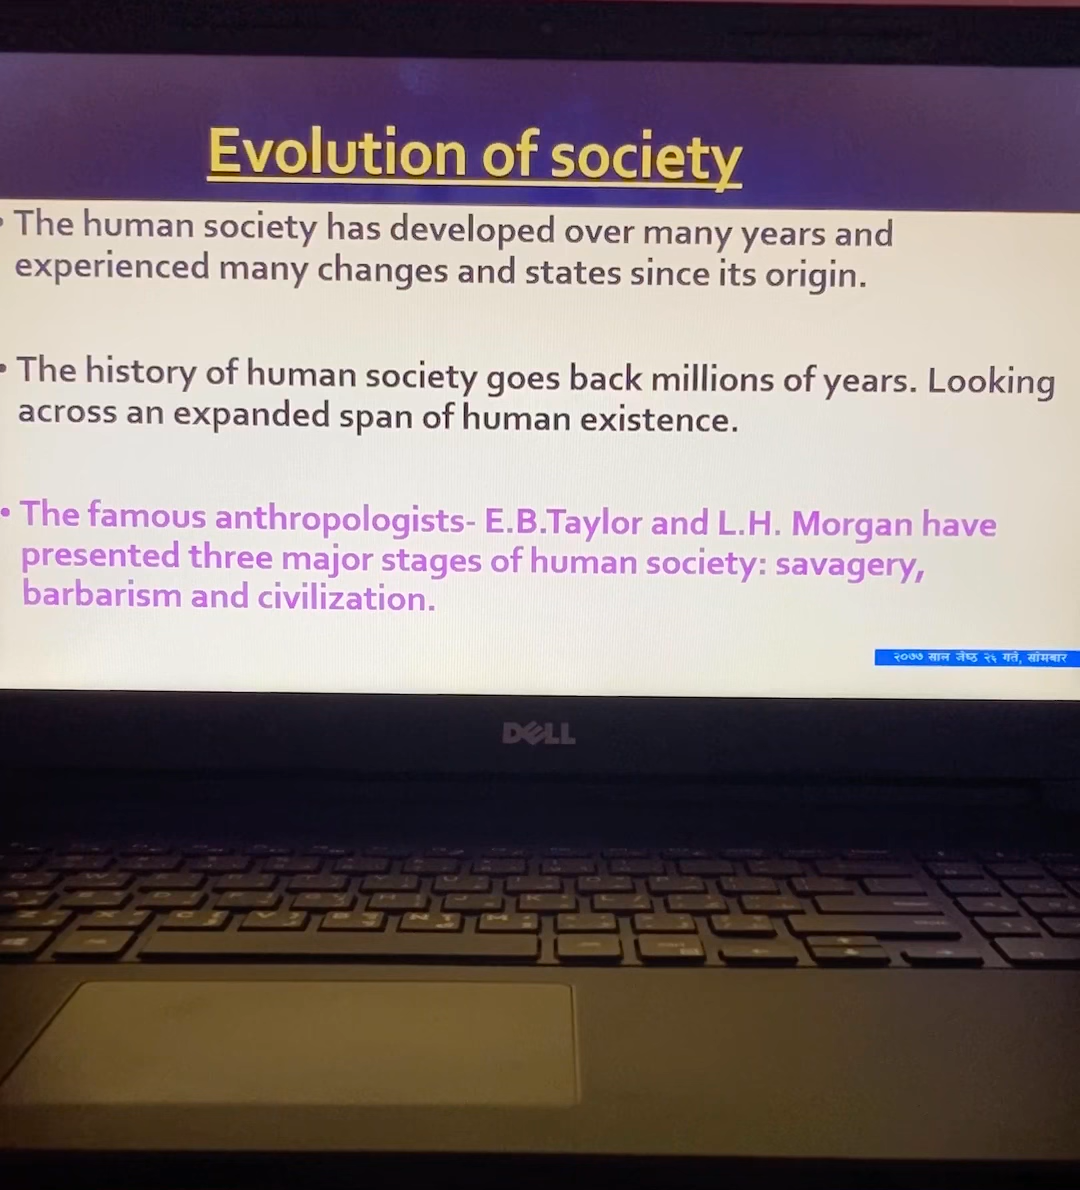 Evolution of society
• The human society has developed over many years and
experienced many changes and states since its origin.
• The history of human society goes back millions of years. Looking
across an expanded span of human existence.
• The famous anthropologists- E.B.Taylor and L.H. Morgan have
presented three major stages of human society: savagery,
barbarism and civilization.
२०७७ साल जेष्ठ २६ गते, सोमबार
DELL